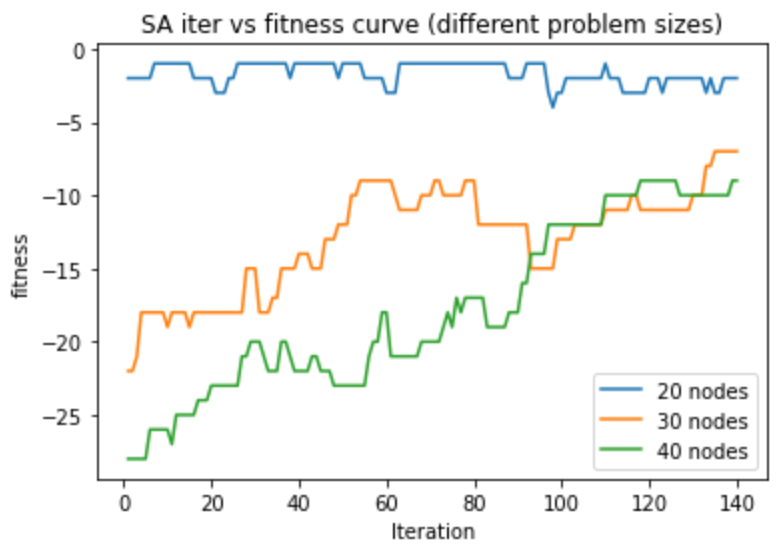 SA iter vs fitness curve (different problem sizes)
0
−5
−10
−15
−20
−25
fitness
20 nodes
30 nodes
40 nodes
0 20 40 60 80 100 120 140
Iteration